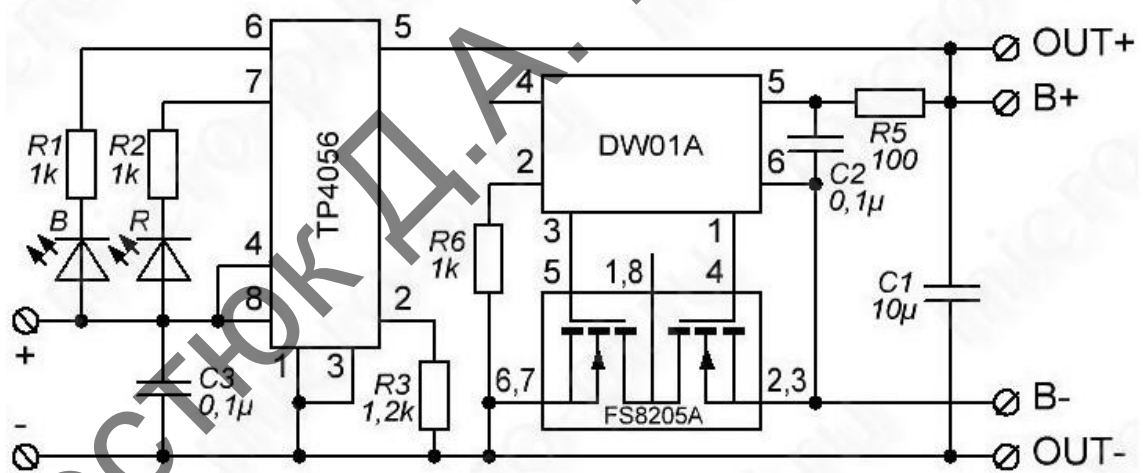 6
5
OUT+
7
4
5
B+
R1
1k
R2
1k
TP4056
DW01A
R5
100
2
6
C2
0,1µ
B
R
4
R6
1k
3
1
5
1,8
4
C1
10µ
8
2
+
1
3
C3
0,1µ
R3
1,2k
6,7
2,3
FS8205A
B-
-
OUT-
СТЮК Д.А.